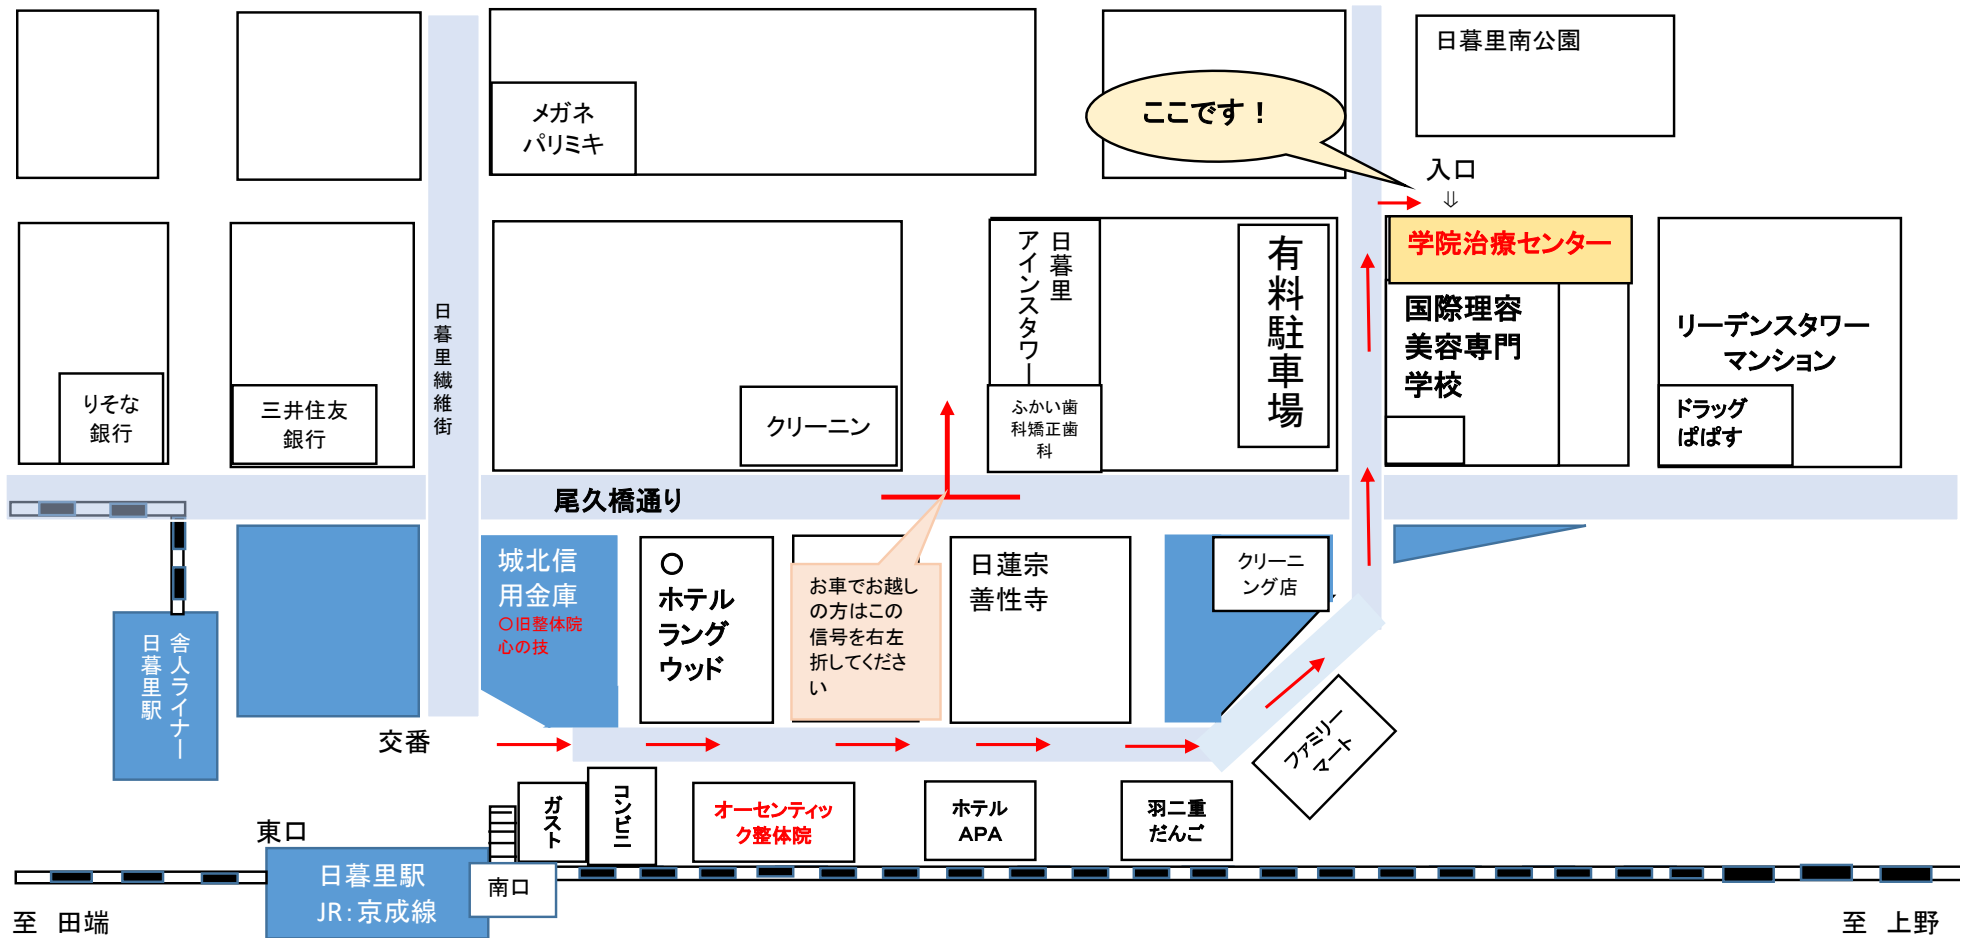 日暮里南公園
メガネ
パリミキ
ここです！
入口
⇓
学院治療センター
日暮里
アインスタワー
有料駐車場
国際理容
美容専門
学校
リーデンスタワー
マンション
日暮里繊維街
りそな
銀行
三井住友
銀行
クリーニン
ふかい歯
科矯正歯
科
ドラッグ
ぱぱす
尾久橋通り
城北信
用金庫
〇旧整体院
心の技
〇
ホテル
ラング
ウッド
お車でお越し
の方はこの
信号を右左
折してくださ
い
日蓮宗
善性寺
クリーニ
ング店
舎人ライナー
日暮里駅
交番
ファミリー
マート
ガスト
コンビニ
オーセンティッ
ク整体院
ホテル
APA
羽二重
だんご
東口
日暮里駅
JR：京成線
南口
至　田端
至　上野